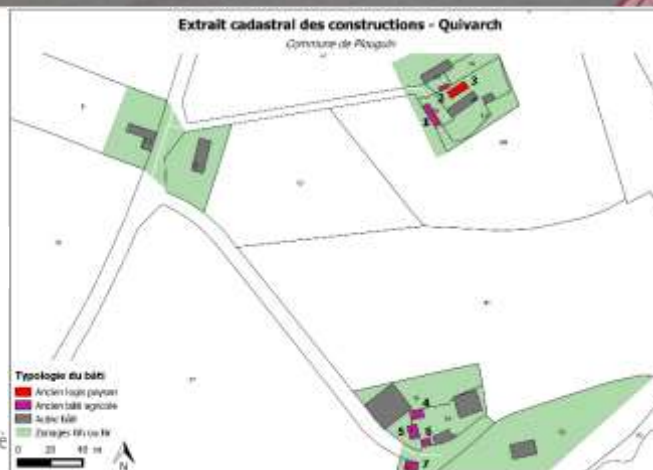 Extrait cadastral des constructions - Quivarch
Commune de Plouguin
3
2
1
Typologie du bâti
Ancien logis paysan
Ancien bâti agricole
Autre bâti
Zonages Nh ou Nr
0 20 40 m
N
4
5
6
7